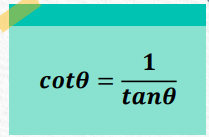 cotθ = 1/tanθ